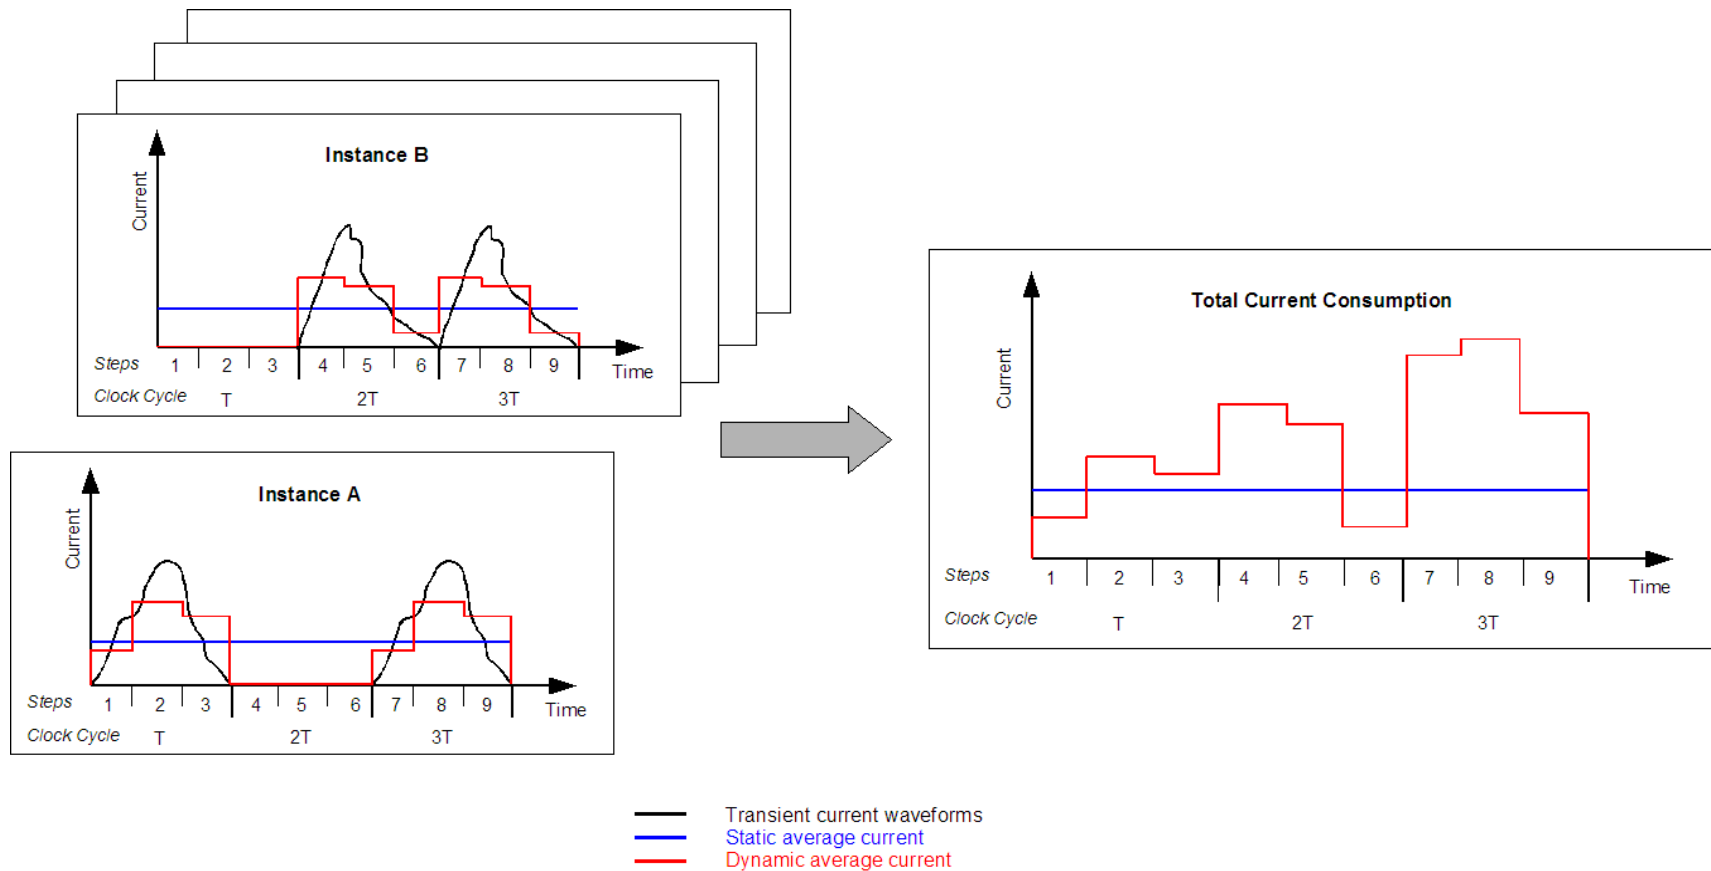 Instance B
Current
Steps 1 2 3 4 5 6 7 8 9 Time
Clock Cycle T 2T 3T
Instance A
Current
Steps 1 2 3 4 5 6 7 8 9 Time
Clock Cycle T 2T 3T
Total Current Consumption
Current
Steps 1 2 3 4 5 6 7 8 9 Time
Clock Cycle T 2T 3T
Transient current waveforms
Static average current
Dynamic average current